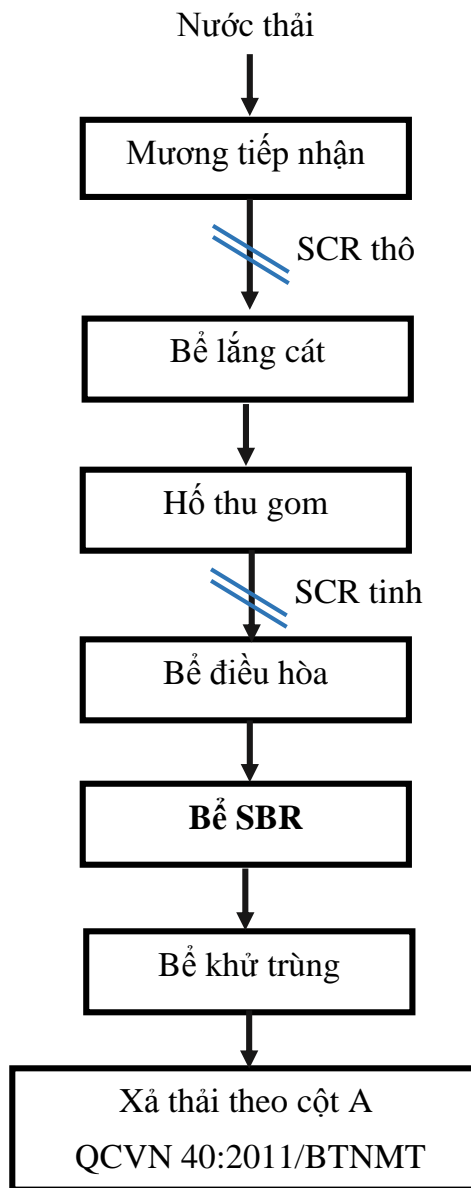 Nước thải
Mương tiếp nhận
SCR thô
Bể lắng cát
Hố thu gom
SCR tinh
Bể điều hòa
Bể SBR
Bể khử trùng
Xả thải theo cột A
QCVN 40:2011/BTNMT